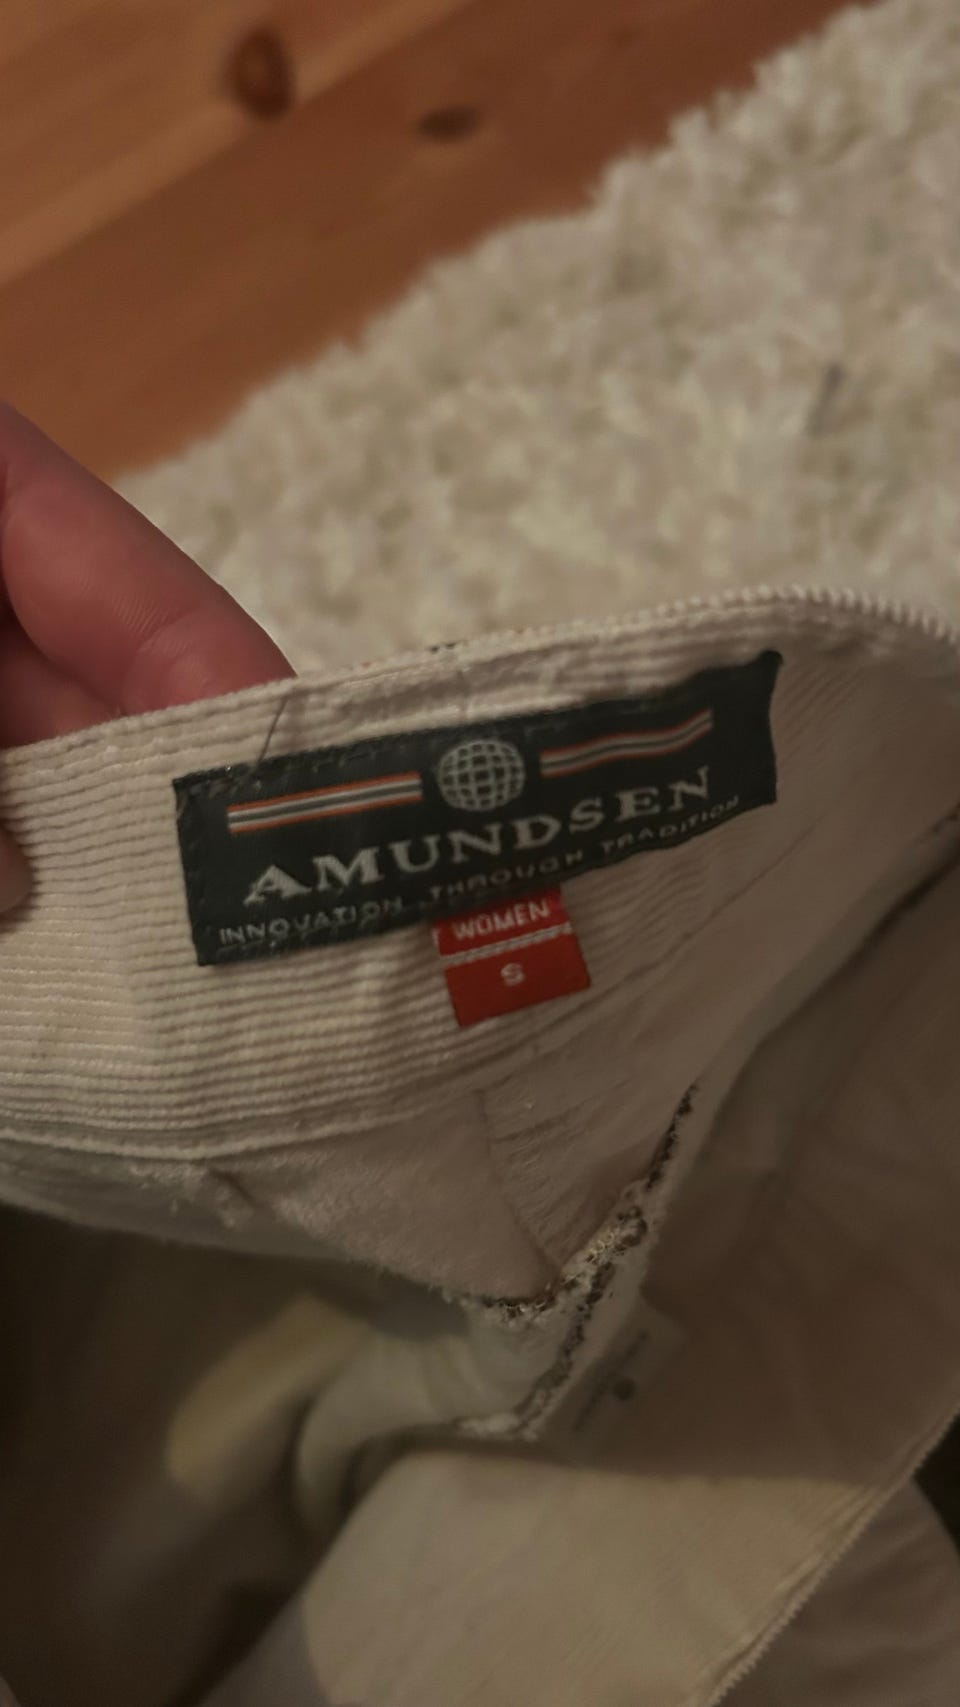 AMUNDSEN
INNOVATION THROUGH TRADITION
WOMEN
S